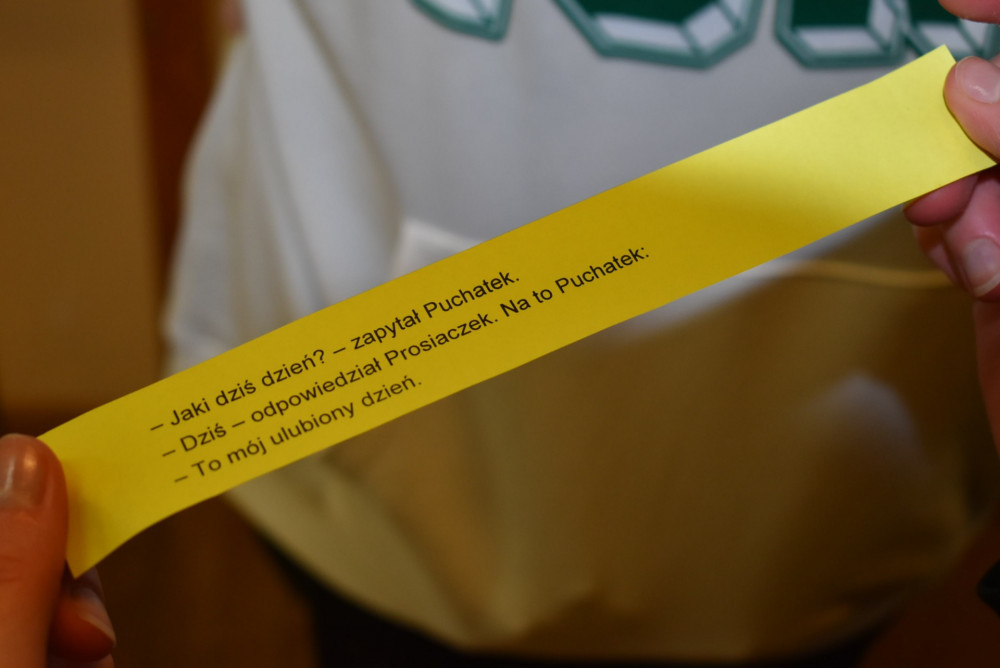 – Jaki dziś dzień? – zapytał Puchatek.
– Dziś – odpowiedział Prosiaczek. Na to Puchatek:
– To mój ulubiony dzień.